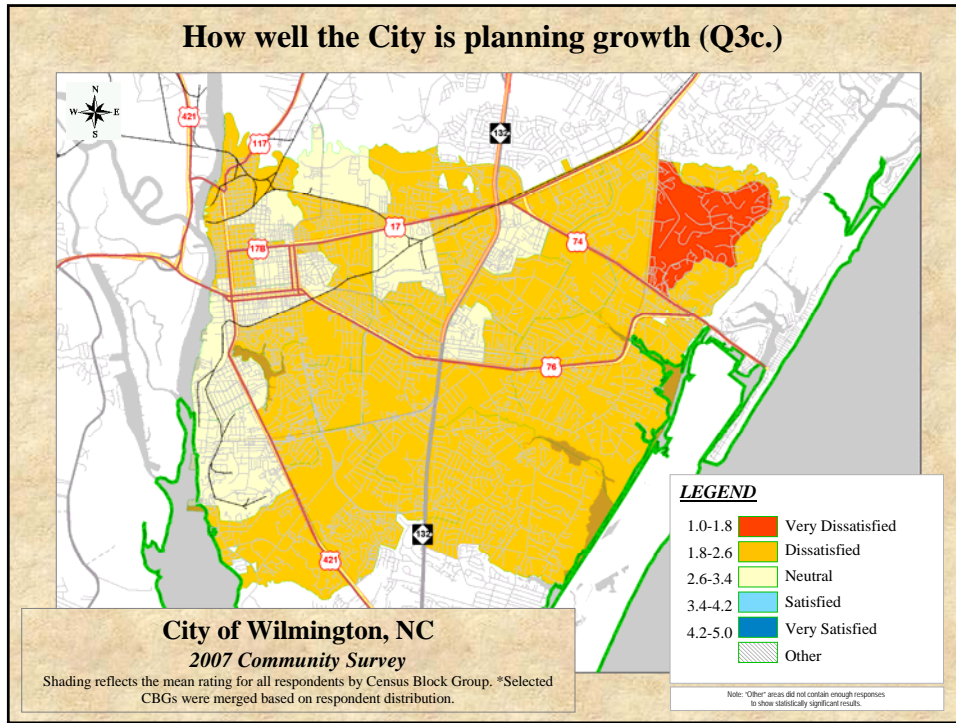 How well the City is planning growth (Q3c.)
N
W E
S
421
117
132
17B
17
74
76
132
421
LEGEND
1.0-1.8 Very Dissatisfied
1.8-2.6 Dissatisfied
2.6-3.4 Neutral
3.4-4.2 Satisfied
4.2-5.0 Very Satisfied
Other
City of Wilmington, NC
2007 Community Survey
Shading reflects the mean rating for all respondents by Census Block Group. *Selected
CBGs were merged based on respondent distribution.
Note: "Other" areas did not contain enough responses
to show statistically significant results.